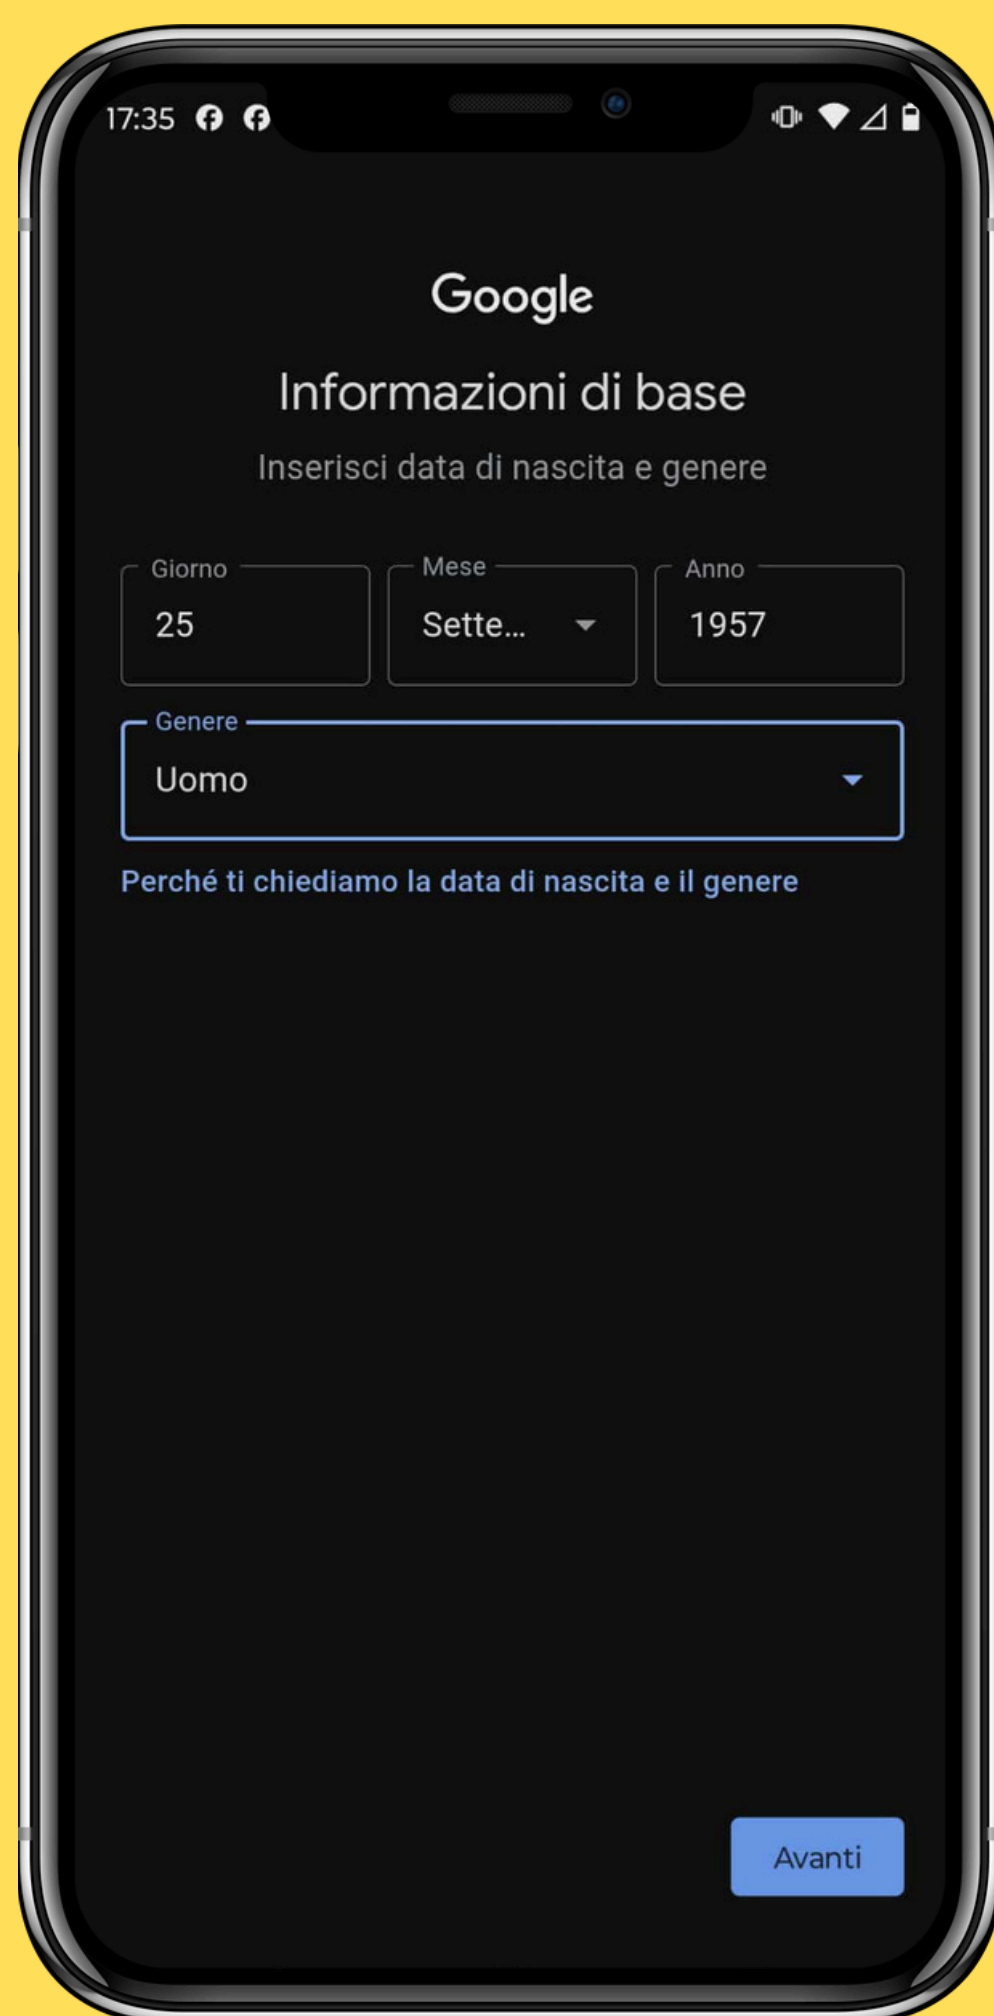 17:35
Google
Informazioni di base
Inserisci data di nascita e genere
Giorno Mese Anno
25 Sette... 1957
Genere
Uomo
Perché ti chiediamo la data di nascita e il genere
Avanti